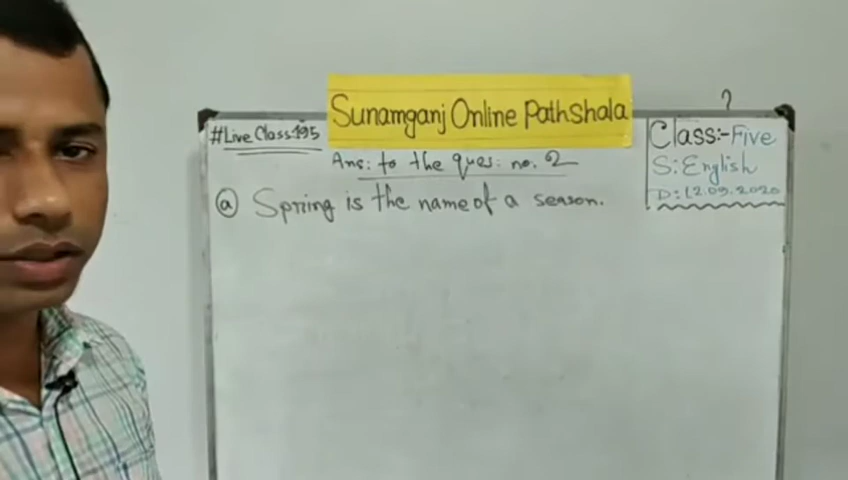 Sunamganj Online Pathshala
#Live Class:195
Class:-Five
S: English
D: 12.09.2020
Ans: to the ques: no. 2
ⓐ Spring is the name of a season.